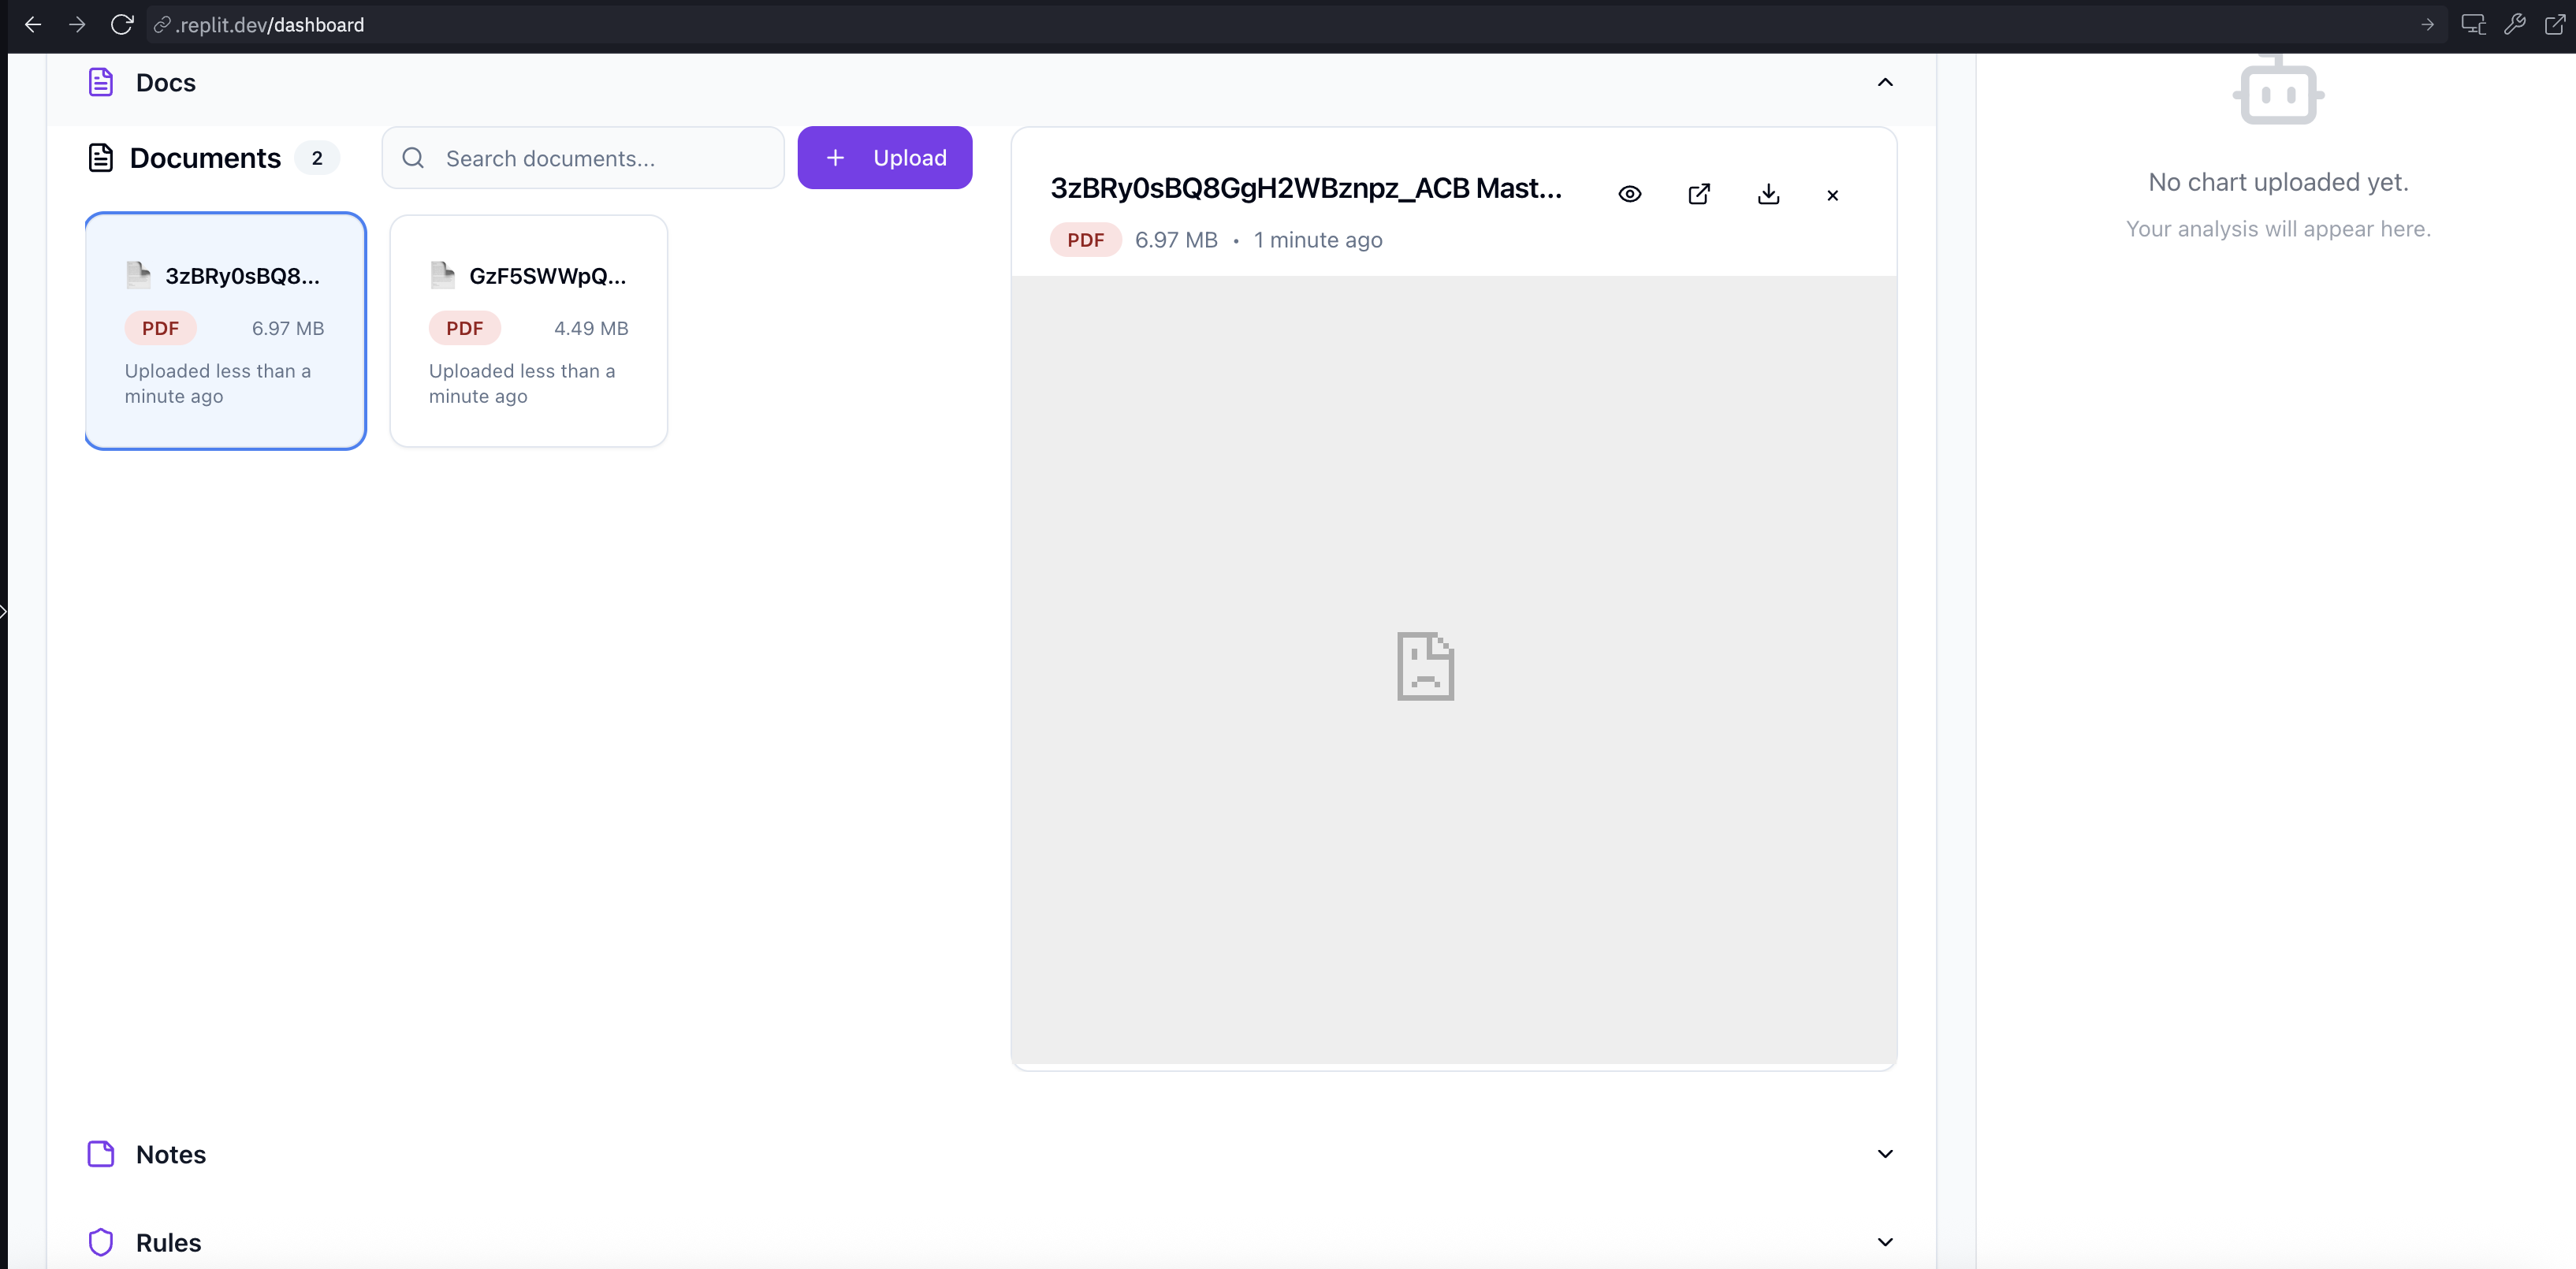 .replit.dev/dashboard
Docs
Documents 2
Search documents...
Upload
3zBRy0sBQ8...
PDF 6.97 MB
Uploaded less than a
minute ago
GzF5SWWpQ...
PDF 4.49 MB
Uploaded less than a
minute ago
3zBRy0sBQ8GgH2WBznpz_ACB Mast...
PDF 6.97 MB • 1 minute ago
No chart uploaded yet.
Your analysis will appear here.
Notes
Rules